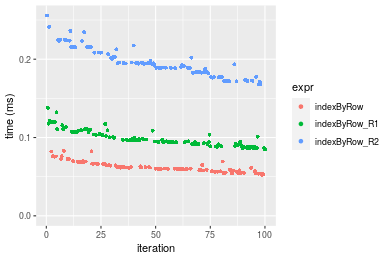 0.2
0.1
0.0
time (ms)
0
25
50
75
100
iteration
expr
indexByRow
indexByRow_R1
indexByRow_R2